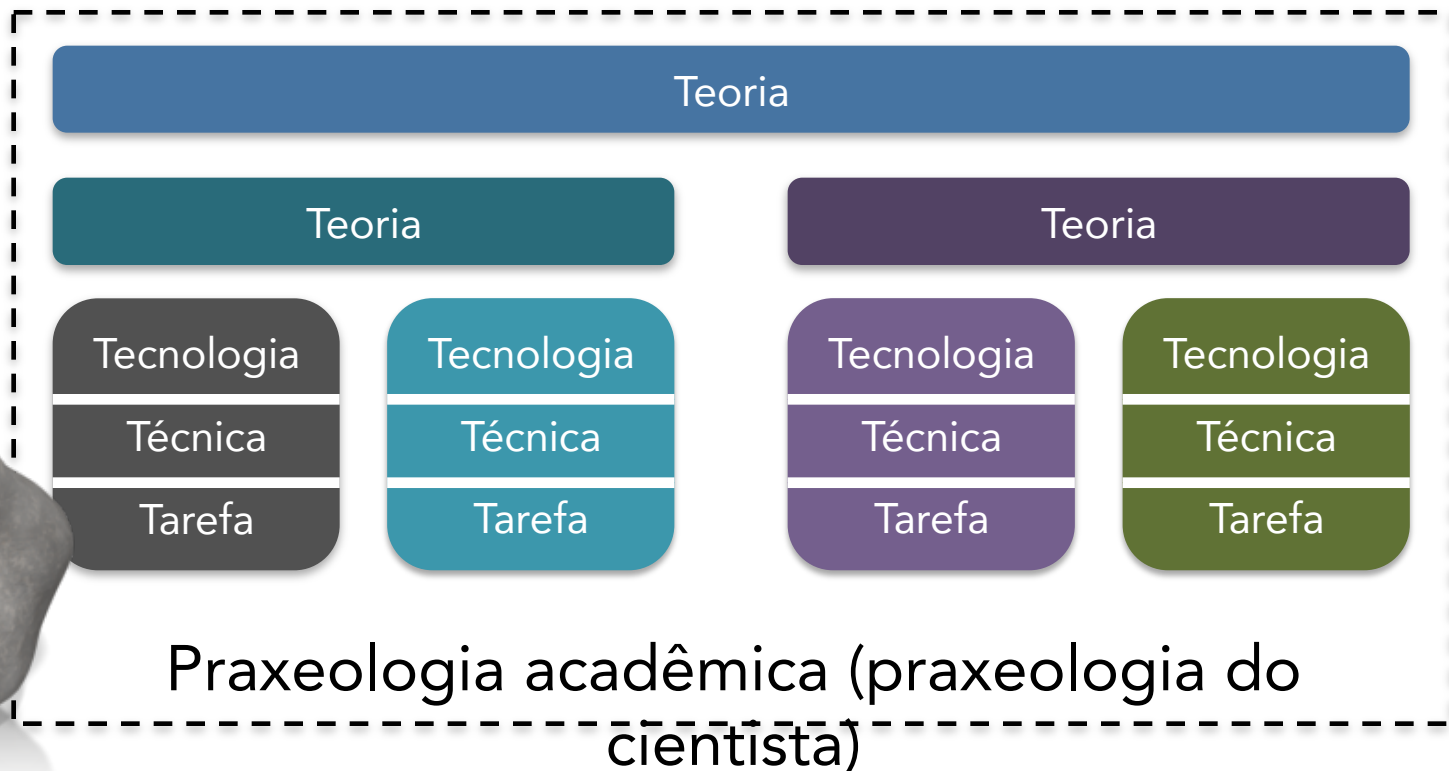 Teoria
Teoria Teoria
Tecnologia Tecnologia Tecnologia Tecnologia
Técnica Técnica Técnica Técnica
Tarefa Tarefa Tarefa Tarefa
Praxeologia acadêmica (praxeologia do
cientista)